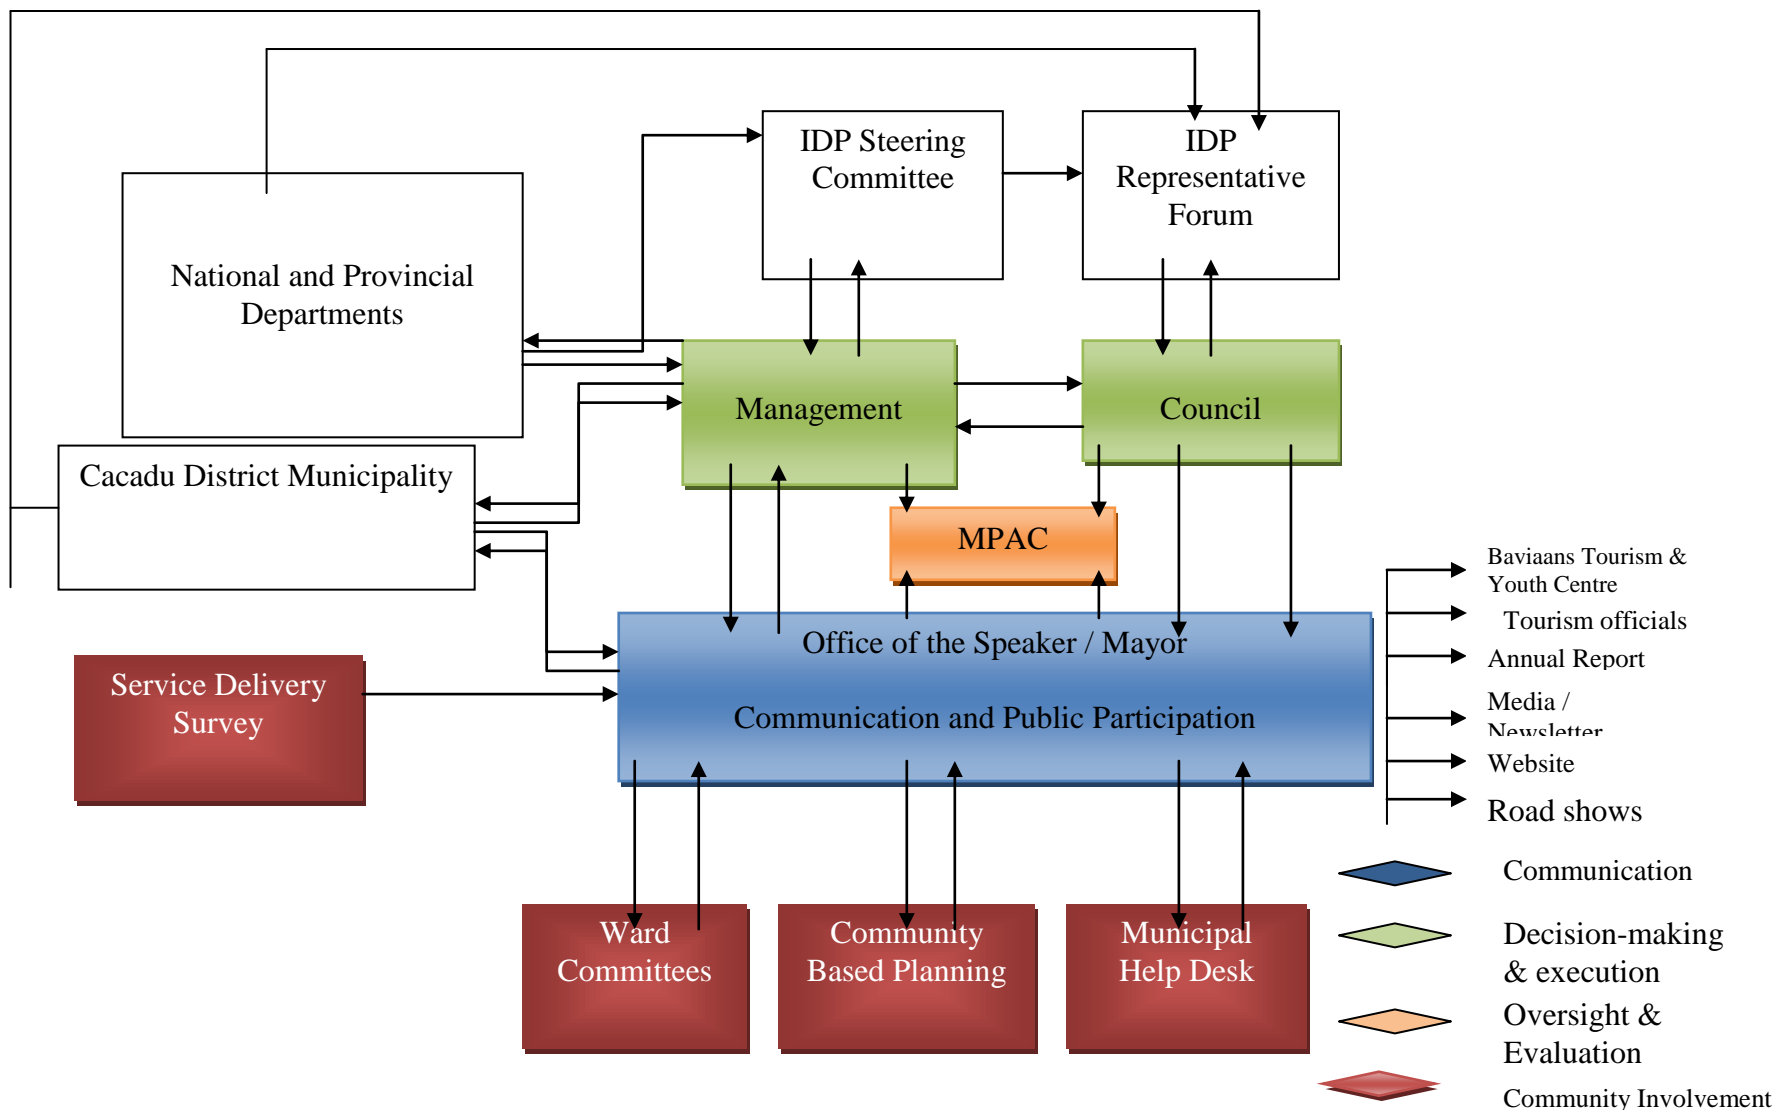 IDP Steering
Committee
IDP
Representative
Forum
National and Provincial
Departments
Management
Council
Cacadu District Municipality
MPAC
Baviaans Tourism &
Youth Centre
Tourism officials
Annual Report
Media /
Newsletter
Website
Road shows
Office of the Speaker / Mayor
Communication and Public Participation
Service Delivery
Survey
Ward
Committees
Community
Based Planning
Municipal
Help Desk
Communication
Decision-making
& execution
Oversight &
Evaluation
Community Involvement